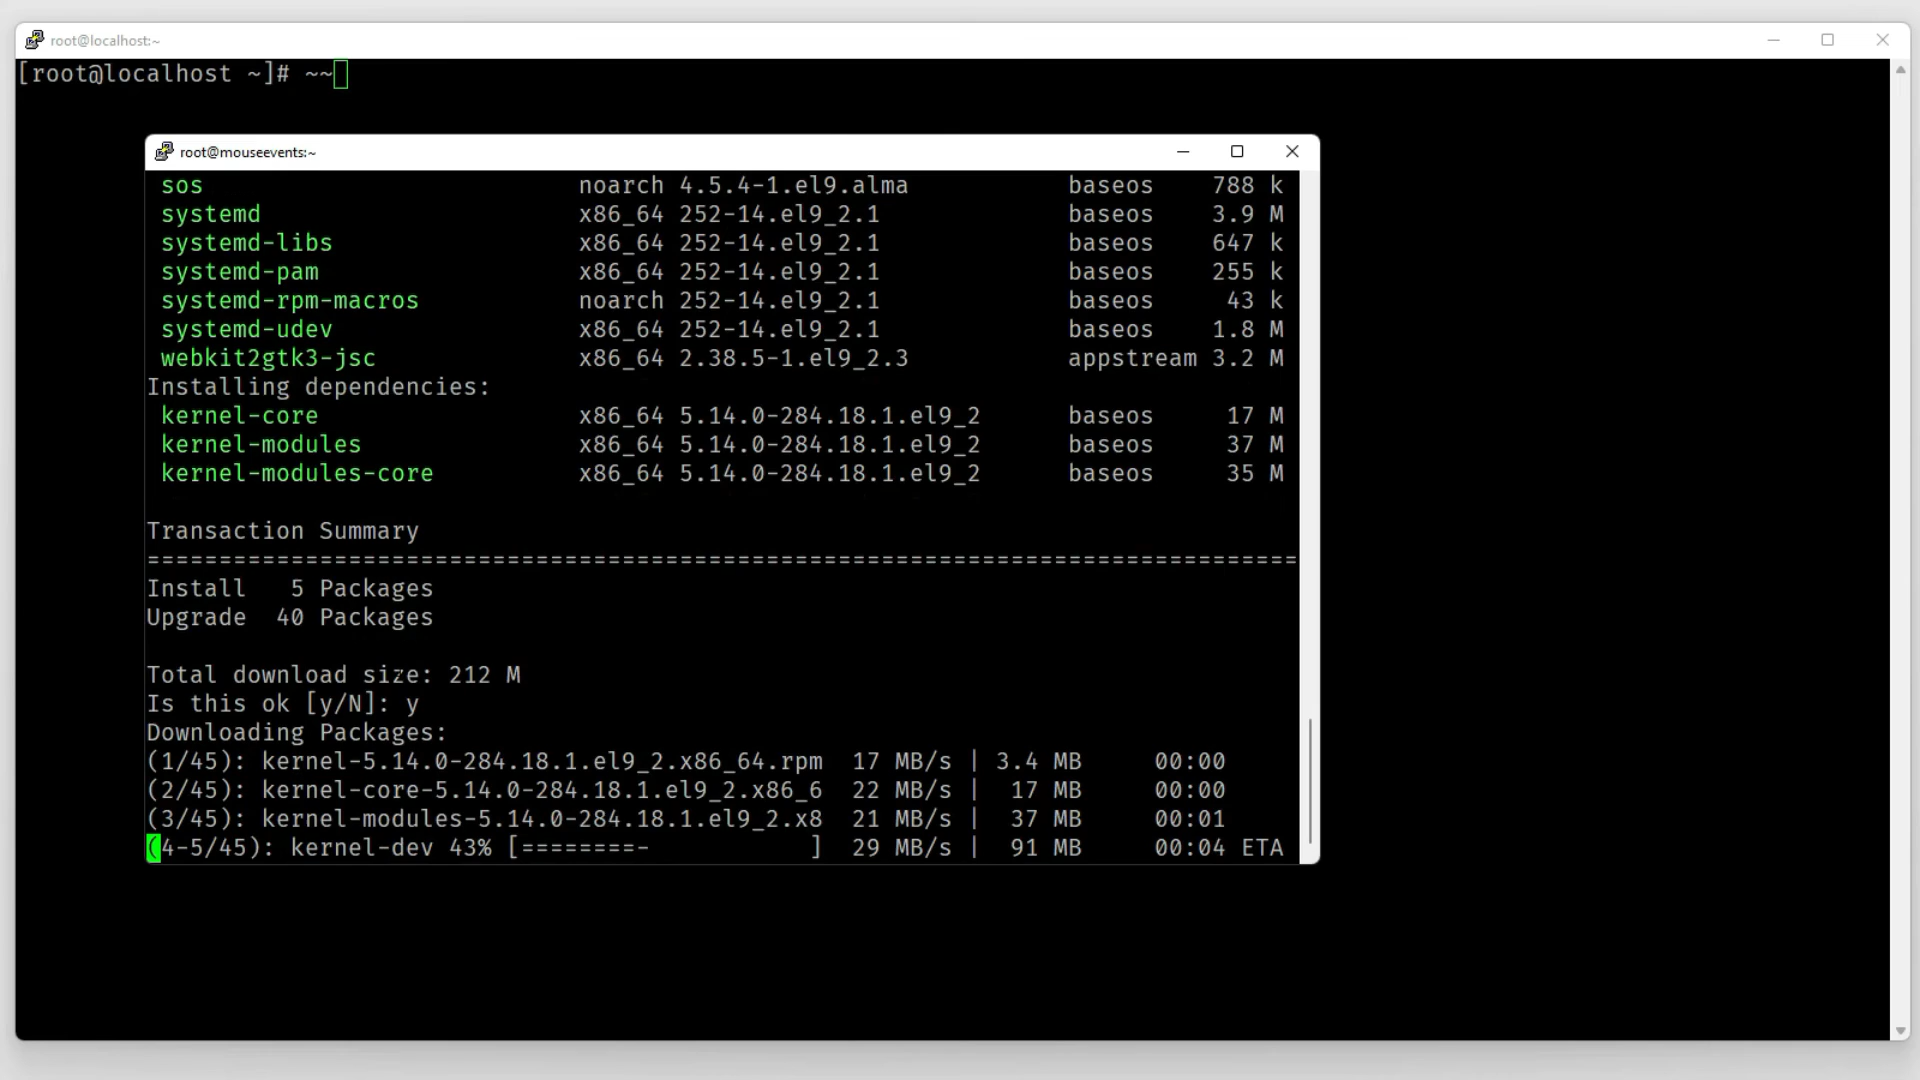 root@localhost:~
[root@localhost ~]# ~~
root@mouseevents:~
sos noarch 4.5.4-1.el9.alma baseos 788 k
systemd x86_64 252-14.el9_2.1 baseos 3.9 M
systemd-libs x86_64 252-14.el9_2.1 baseos 647 k
systemd-pam x86_64 252-14.el9_2.1 baseos 255 k
systemd-rpm-macros noarch 252-14.el9_2.1 baseos 43 k
systemd-udev x86_64 252-14.el9_2.1 baseos 1.8 M
webkit2gtk3-jsc x86_64 2.38.5-1.el9_2.3 appstream 3.2 M
Installing dependencies:
kernel-core x86_64 5.14.0-284.18.1.el9_2 baseos 17 M
kernel-modules x86_64 5.14.0-284.18.1.el9_2 baseos 37 M
kernel-modules-core x86_64 5.14.0-284.18.1.el9_2 baseos 35 M
Transaction Summary
================================================================================
Install 5 Packages
Upgrade 40 Packages
Total download size: 212 M
Is this ok [y/N]: y
Downloading Packages:
(1/45): kernel-5.14.0-284.18.1.el9_2.x86_64.rpm 17 MB/s | 3.4 MB 00:00
(2/45): kernel-core-5.14.0-284.18.1.el9_2.x86_6 22 MB/s | 17 MB 00:00
(3/45): kernel-modules-5.14.0-284.18.1.el9_2.x8 21 MB/s | 37 MB 00:01
(4-5/45): kernel-dev 43% [========- ] 29 MB/s | 91 MB 00:04 ETA